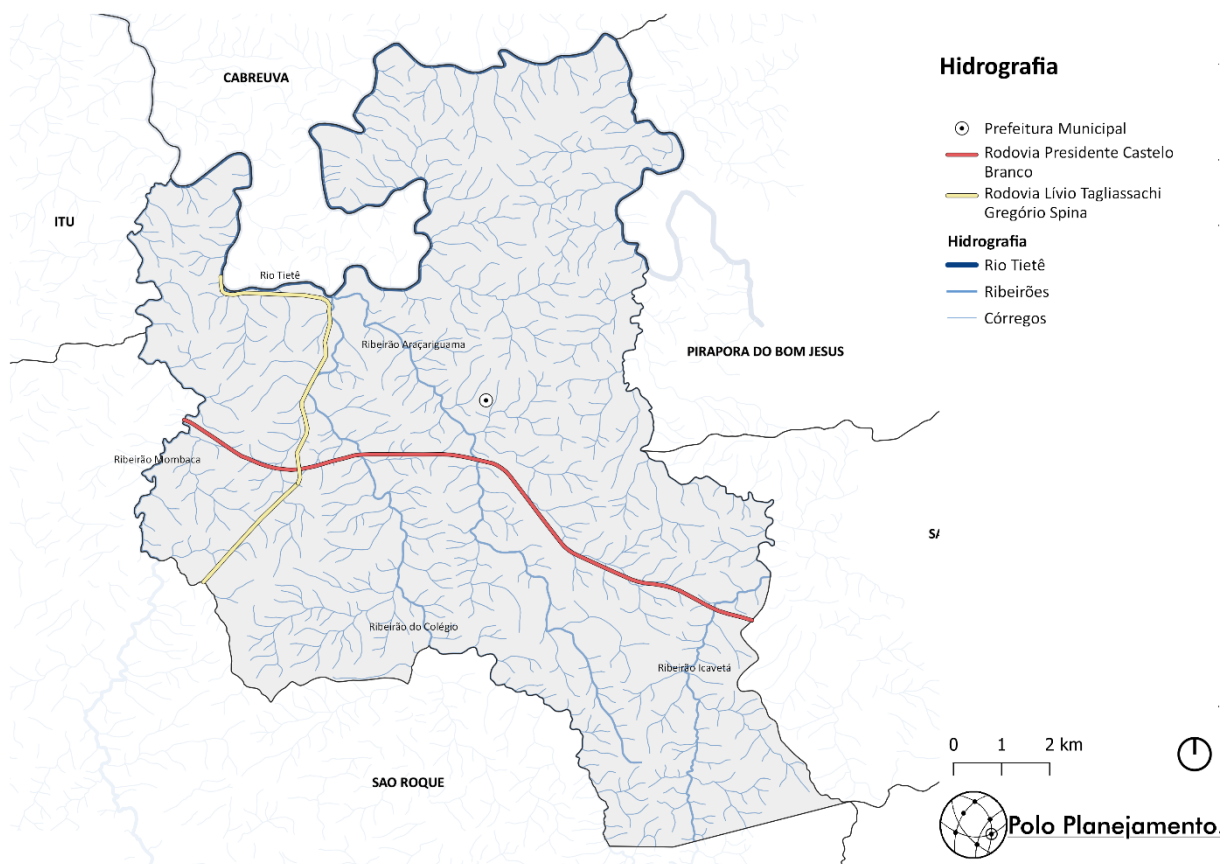 Hidrografia
Prefeitura Municipal
Rodovia Presidente Castelo
Branco
Rodovia Lívio Tagliassachi
Gregório Spina
Hidrografia
Rio Tietê
Ribeirões
Córregos
CABREUVA
ITU
Rio Tietê
Ribeirão Araçariguama
PIRAPORA DO BOM JESUS
Ribeirão Mombaca
SA
Ribeirão do Colégio
Ribeirão Icavetá
SAO ROQUE
0 1 2 km
Polo Planejamento.